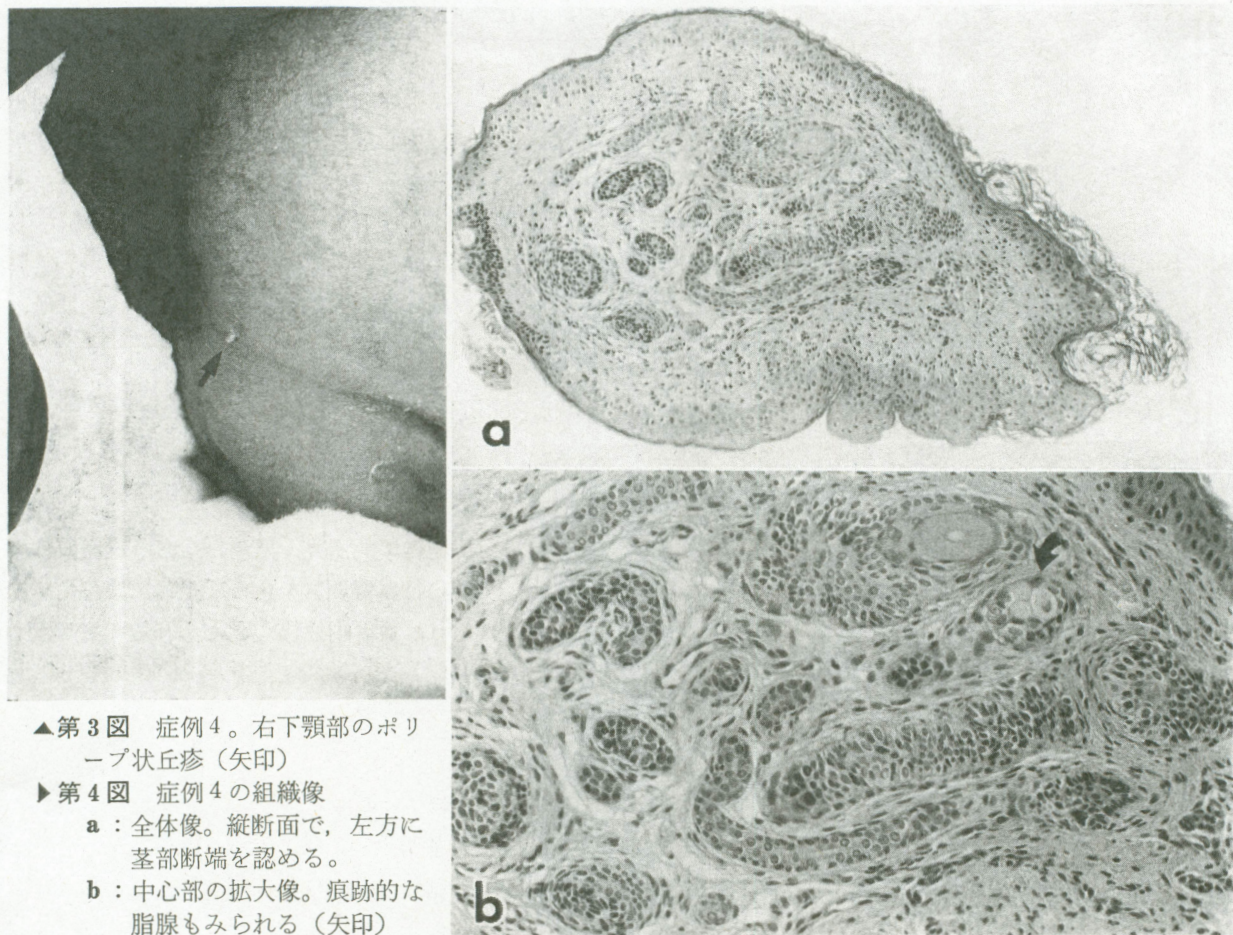 a
b
▲第3図 症例4。右下顎部のポリ
ープ状丘疹（矢印）
▶第4図 症例4の組織像
a：全体像。縦断面で，左方に
茎部断端を認める。
b：中心部の拡大像。痕跡的な
脂腺もみられる（矢印）